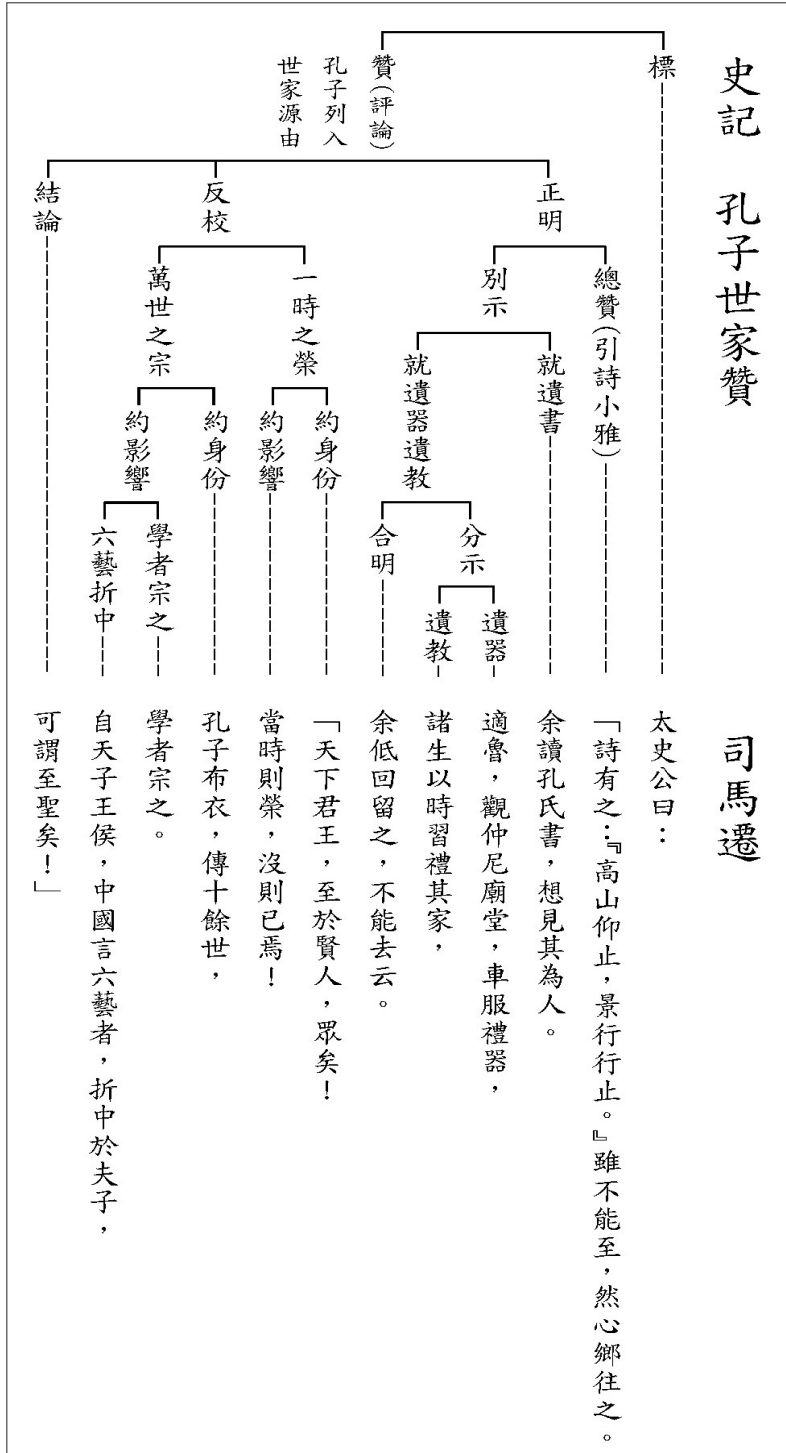 史記　孔子世家贊　司馬遷
標
贊(評論)
孔子列入
世家源由
正明
反校
結論
總贊(引詩小雅)
別示
一時之榮
萬世之宗
就遺書
就遺器遺教
約身份
約影響
約身份
約影響
分示
合明
學者宗之
六藝折中
遺器
遺教
太史公曰：
「詩有之：『高山仰止，景行行止。』雖不能至，然心鄉往之。
余讀孔氏書，想見其為人。
適魯，觀仲尼廟堂，車服禮器，
諸生以時習禮其家，
余低回留之，不能去云。
「天下君王，至於賢人，眾矣！
當時則榮，沒則已焉！
孔子布衣，傳十餘世，
學者宗之。
自天子王侯，中國言六藝者，折中於夫子，
可謂至聖矣！」